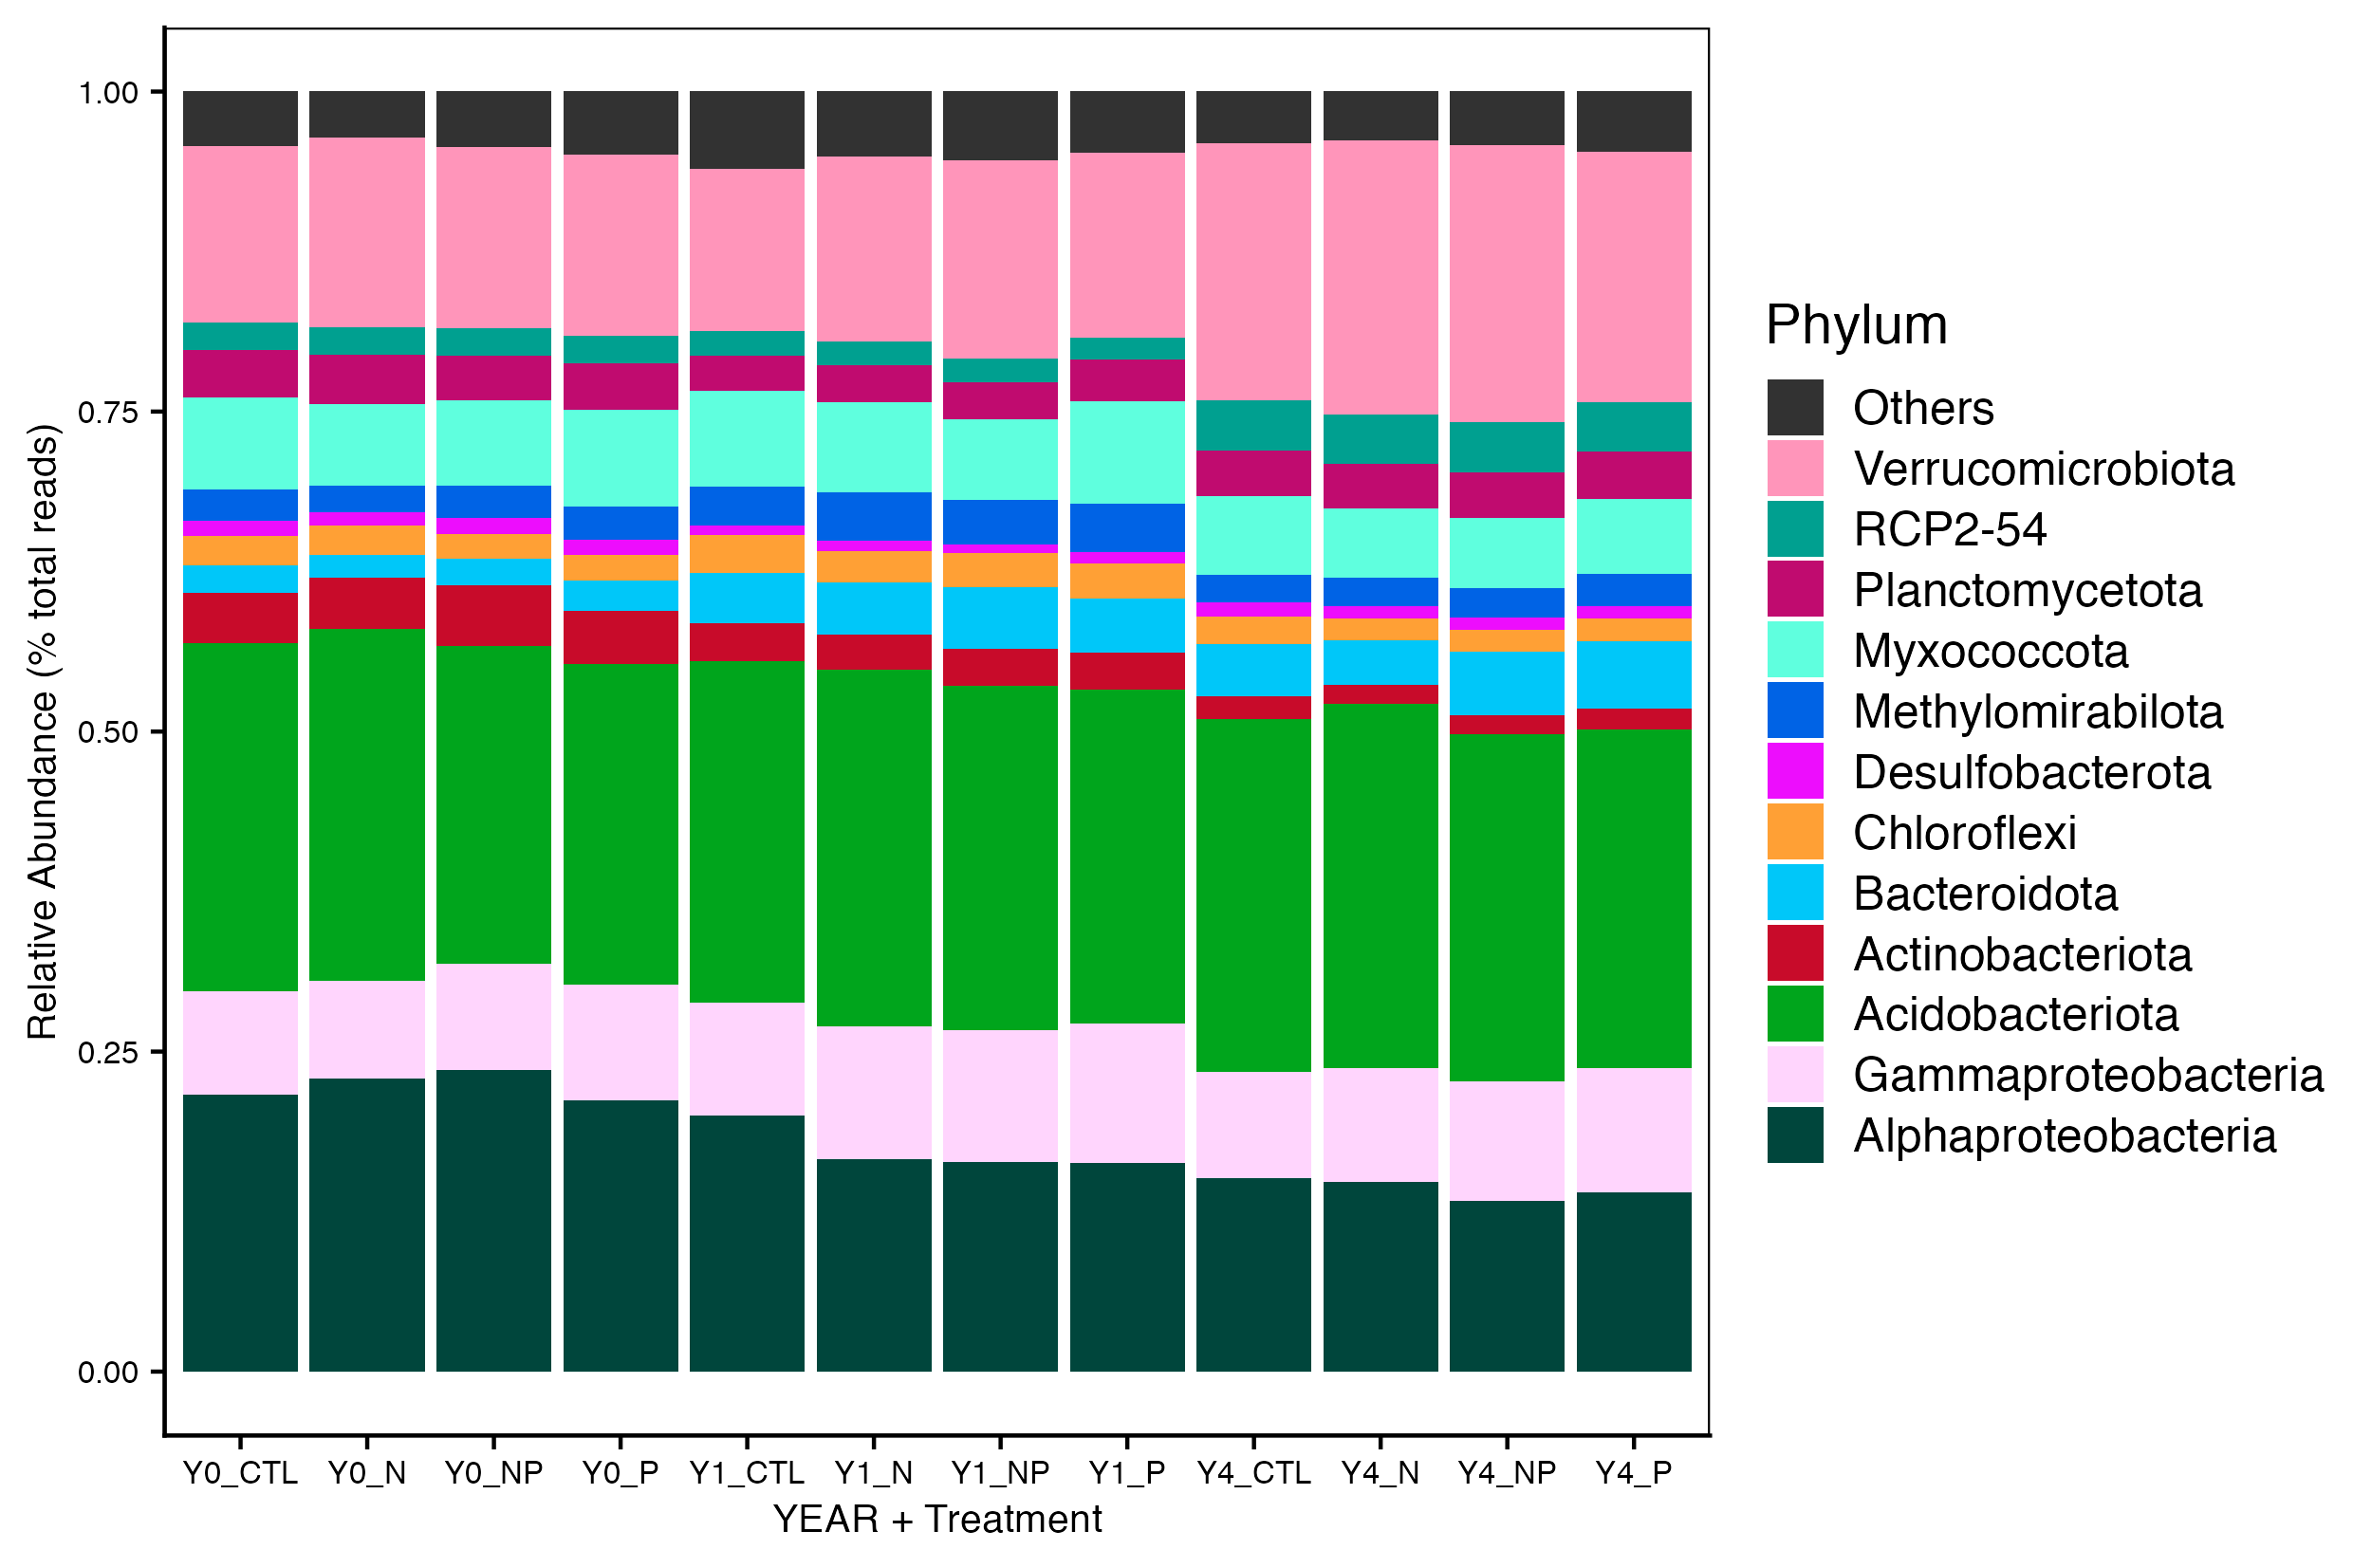 1.00
0.75
0.50
0.25
0.00
Relative Abundance (% total reads)
Y0_CTL Y0_N Y0_NP Y0_P Y1_CTL Y1_N Y1_NP Y1_P Y4_CTL Y4_N Y4_NP Y4_P
YEAR + Treatment
Phylum
Others
Verrucomicrobiota
RCP2-54
Planctomycetota
Myxococcota
Methylomirabilota
Desulfobacterota
Chloroflexi
Bacteroidota
Actinobacteriota
Acidobacteriota
Gammaproteobacteria
Alphaproteobacteria